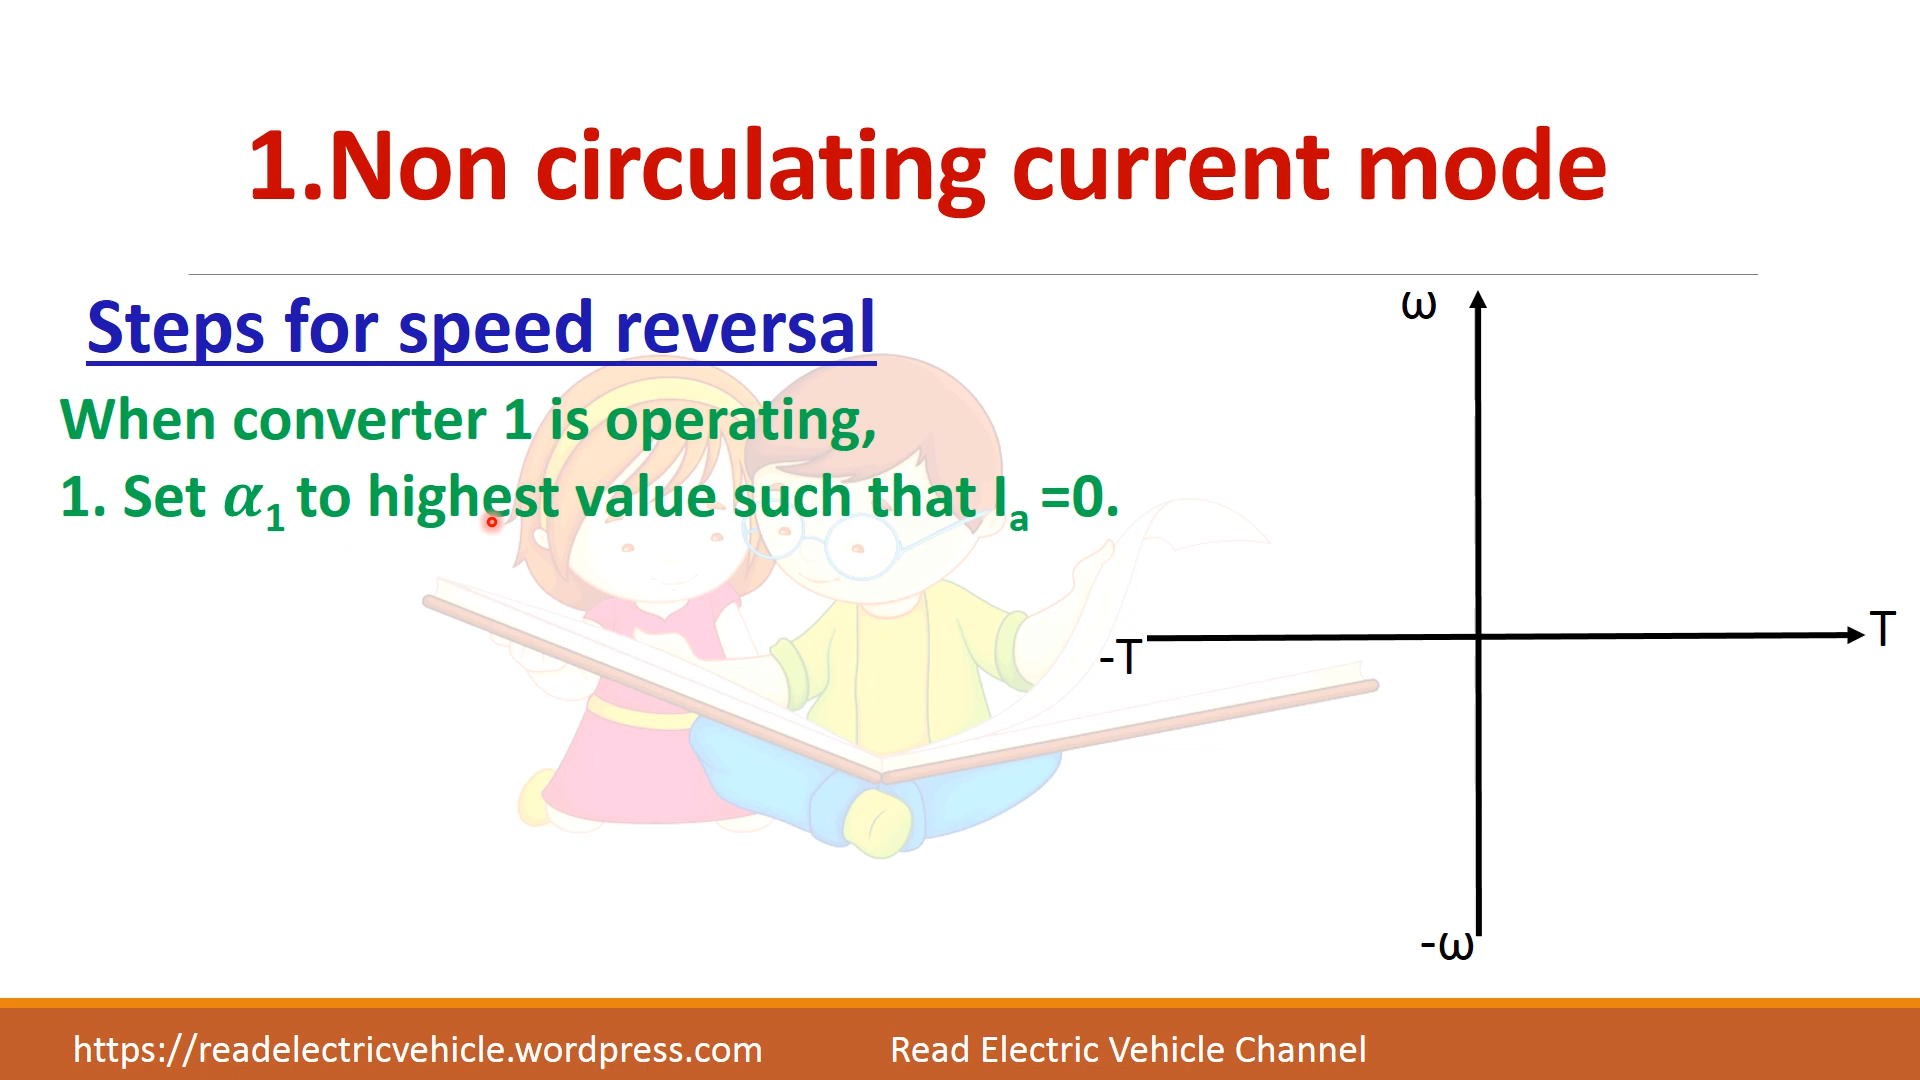 1.Non circulating current mode
Steps for speed reversal
When converter 1 is operating,
1. Set 𝜶1 to highest value such that Ia =0.
ω
T
-T
-ω
https://readelectricvehicle.wordpress.com
Read Electric Vehicle Channel